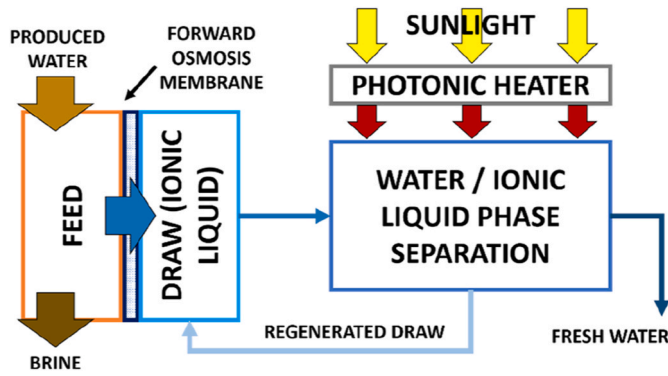 PRODUCED
WATER
FORWARD
OSMOSIS
MEMBRANE
SUNLIGHT
PHOTONIC HEATER
FEED
DRAW (IONIC
LIQUID)
WATER / IONIC
LIQUID PHASE
SEPARATION
REGENERATED DRAW
BRINE
FRESH WATER